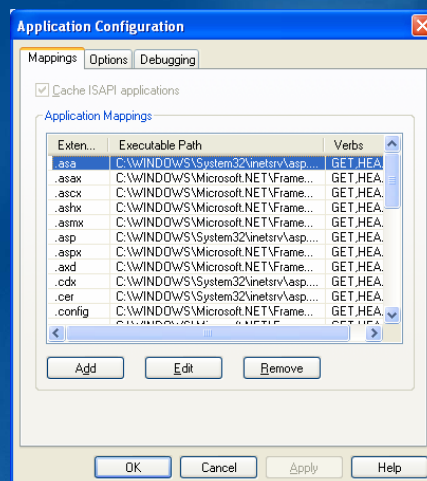 Application Configuration
Mappings Options Debugging
Cache ISAPI applications
Application Mappings
Exten... Executable Path Verbs
.asa C:\WINDOWS\System32\inetsrv\asp.... GET,HEA
.asax C:\WINDOWS\Microsoft.NET\Frame... GET,HEA
.ascx C:\WINDOWS\Microsoft.NET\Frame... GET,HEA
.ashx C:\WINDOWS\Microsoft.NET\Frame... GET,HEA
.asmx C:\WINDOWS\Microsoft.NET\Frame... GET,HEA
.asp C:\WINDOWS\System32\inetsrv\asp.... GET,HEA
.aspx C:\WINDOWS\Microsoft.NET\Frame... GET,HEA
.axd C:\WINDOWS\Microsoft.NET\Frame... GET,HEA
.cdx C:\WINDOWS\System32\inetsrv\asp.... GET,HEA
.cer C:\WINDOWS\System32\inetsrv\asp.... GET,HEA
.config C:\WINDOWS\Microsoft.NET\Frame... GET,HEA
Add Edit Remove
OK Cancel Apply Help